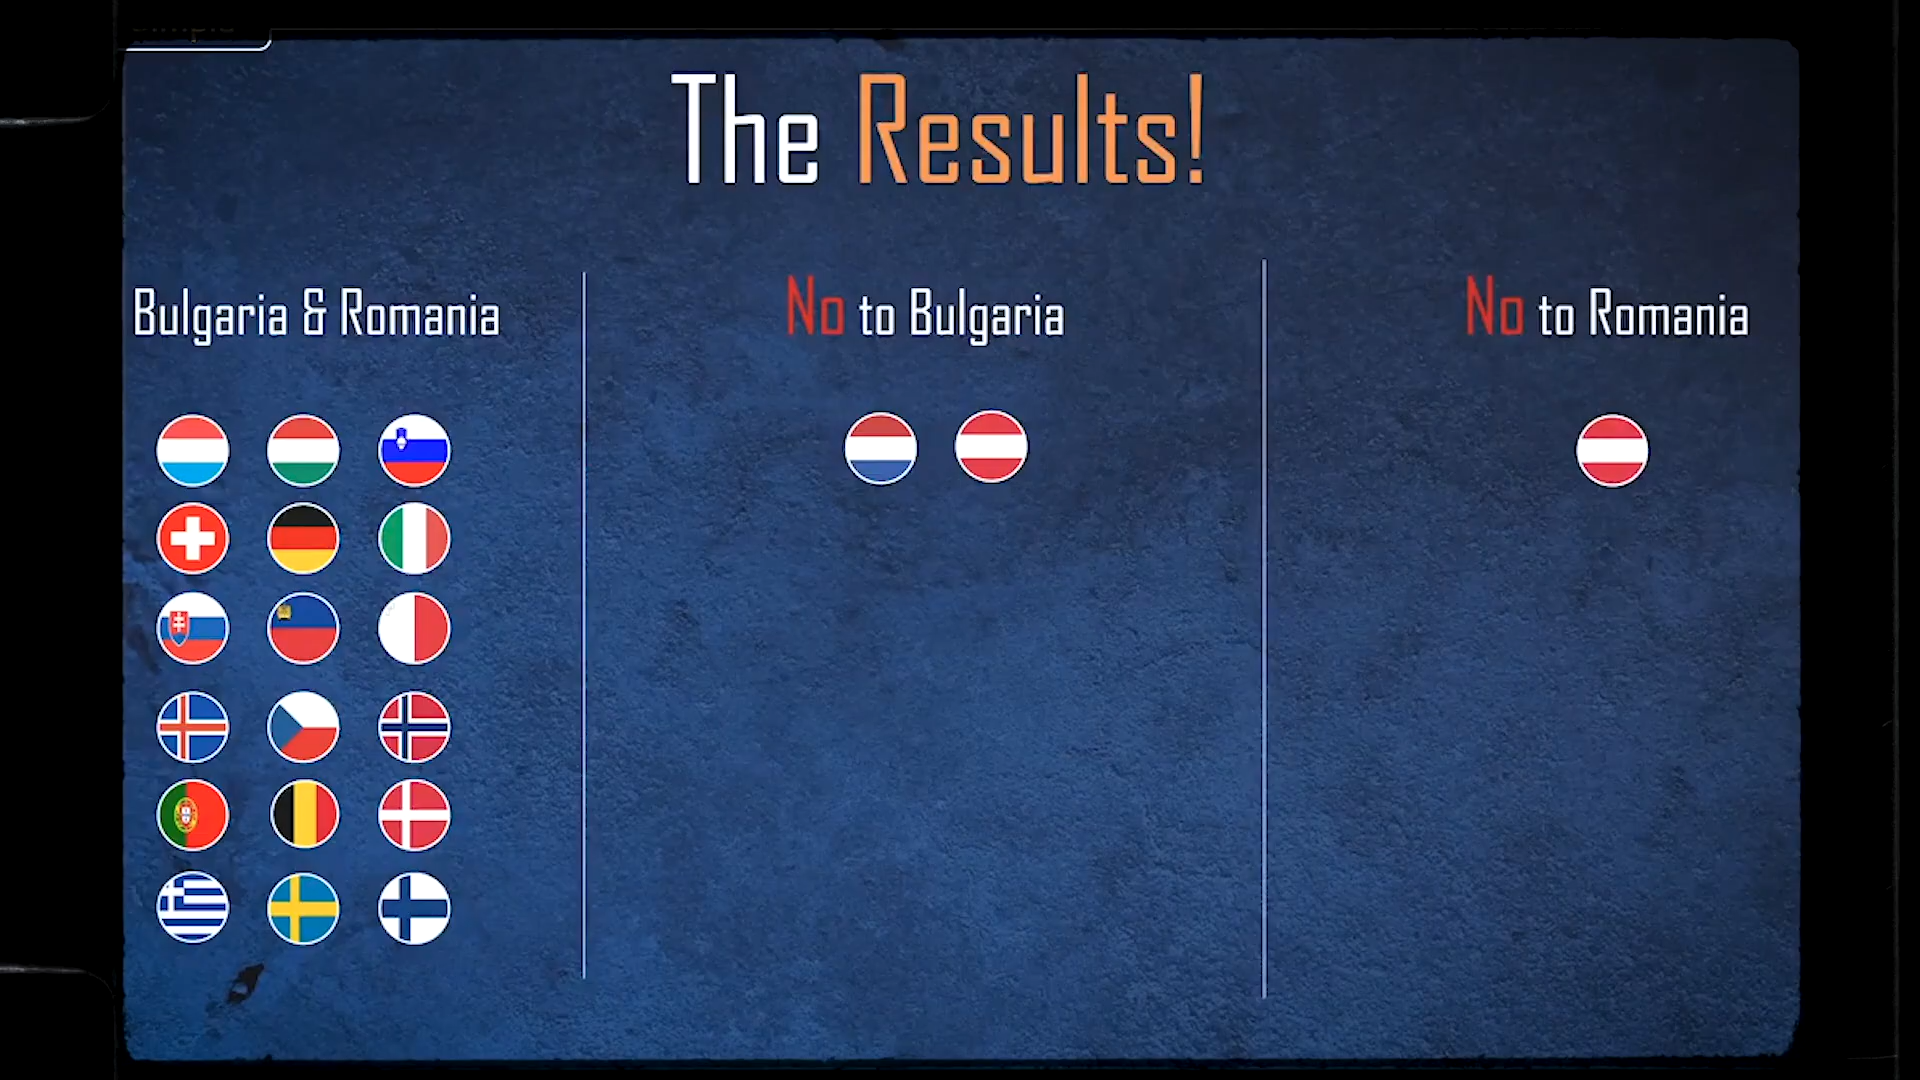 The Results!
Bulgaria & Romania
No to Bulgaria
No to Romania